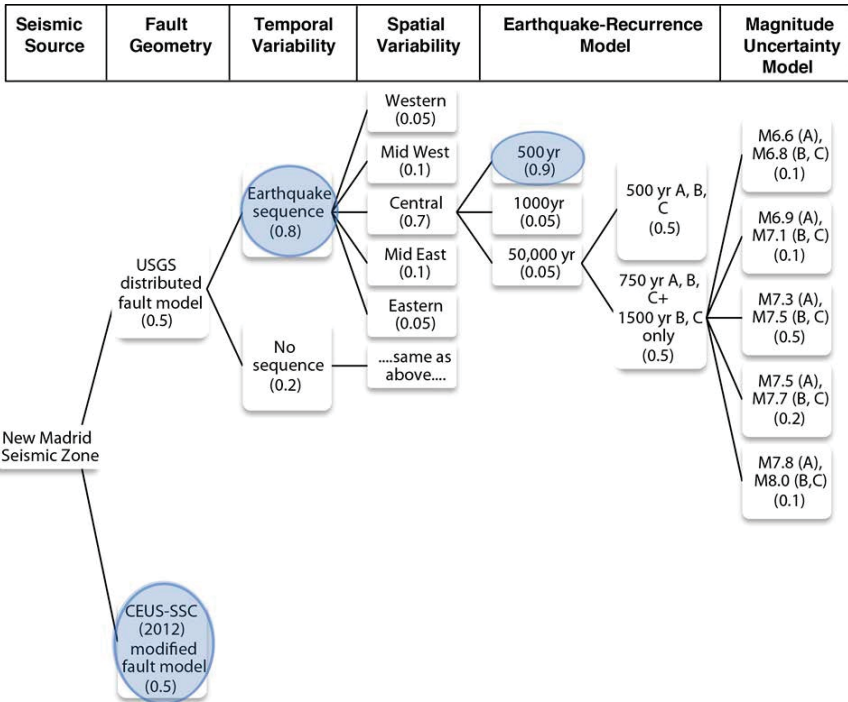 Seismic
Source
Fault
Geometry
Temporal
Variability
Spatial
Variability
Earthquake-Recurrence
Model
Magnitude
Uncertainty
Model
New Madrid
Seismic Zone
USGS
distributed
fault model
(0.5)
CEUS-SSC
(2012)
modified
fault model
(0.5)
Earthquake
sequence
(0.8)
No
sequence
(0.2)
Western
(0.05)
Mid West
(0.1)
Central
(0.7)
Mid East
(0.1)
Eastern
(0.05)
....same as
above....
500 yr
(0.9)
1000yr
(0.05)
50,000 yr
(0.05)
500 yr A, B,
C
(0.5)
750 yr A, B,
C+
1500 yr B, C
only
(0.5)
M6.6 (A),
M6.8 (B, C)
(0.1)
M6.9 (A),
M7.1 (B, C)
(0.1)
M7.3 (A),
M7.5 (B, C)
(0.5)
M7.5 (A),
M7.7 (B, C)
(0.2)
M7.8 (A),
M8.0 (B,C)
(0.1)